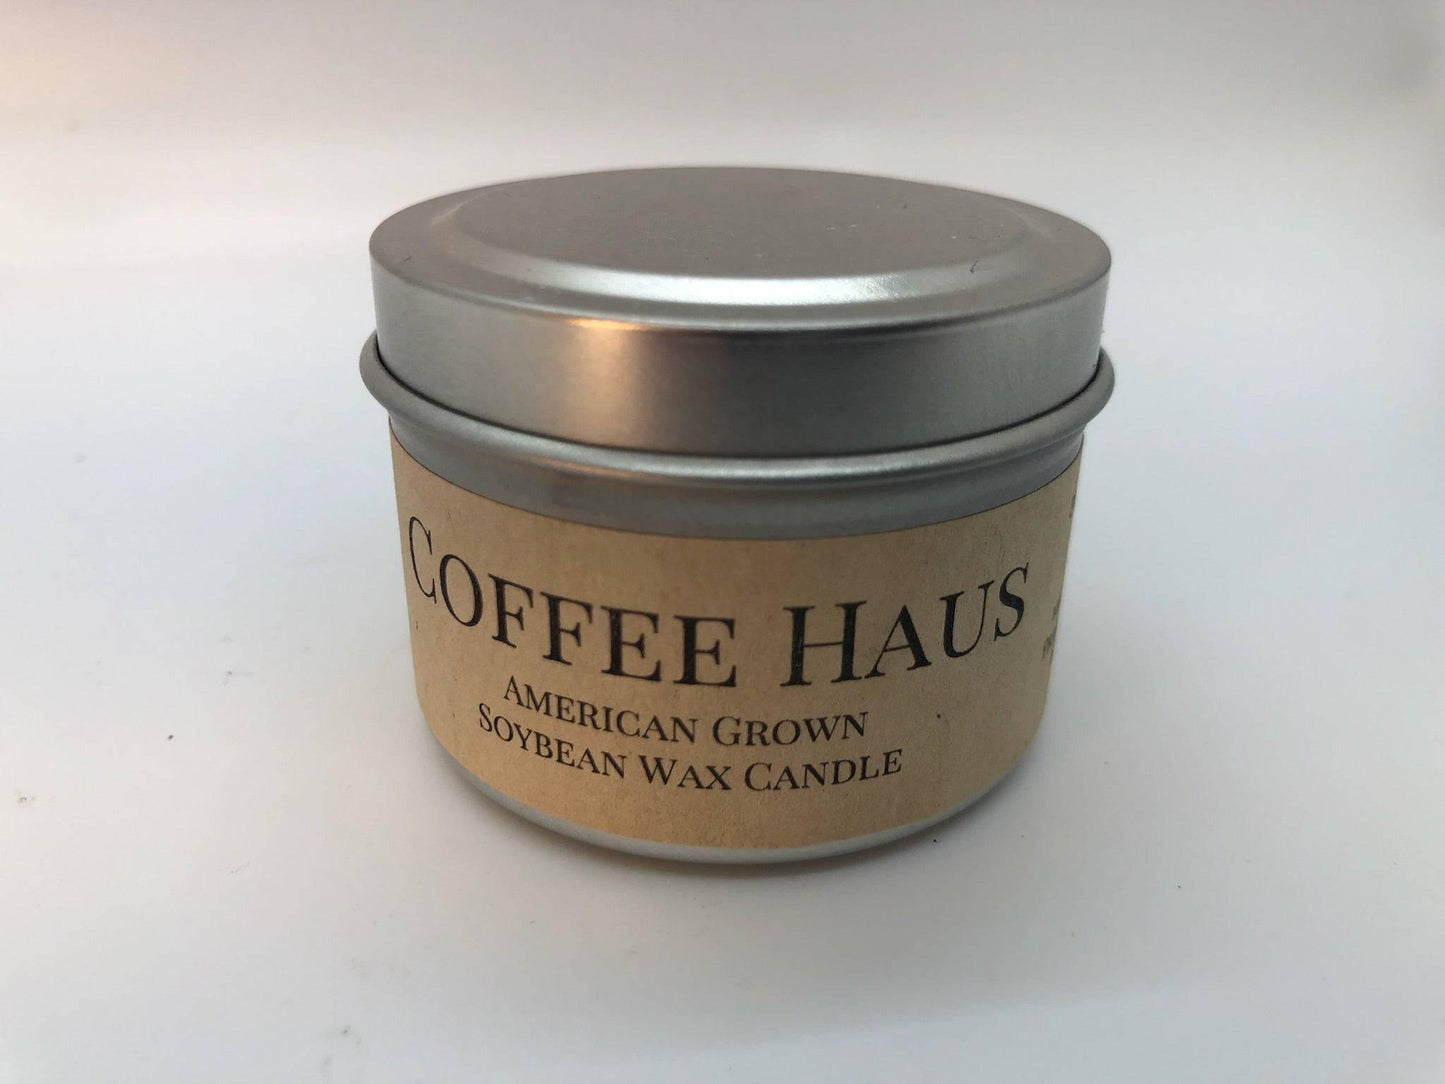 Coffee Haus
American Grown
Soybean Wax Candle